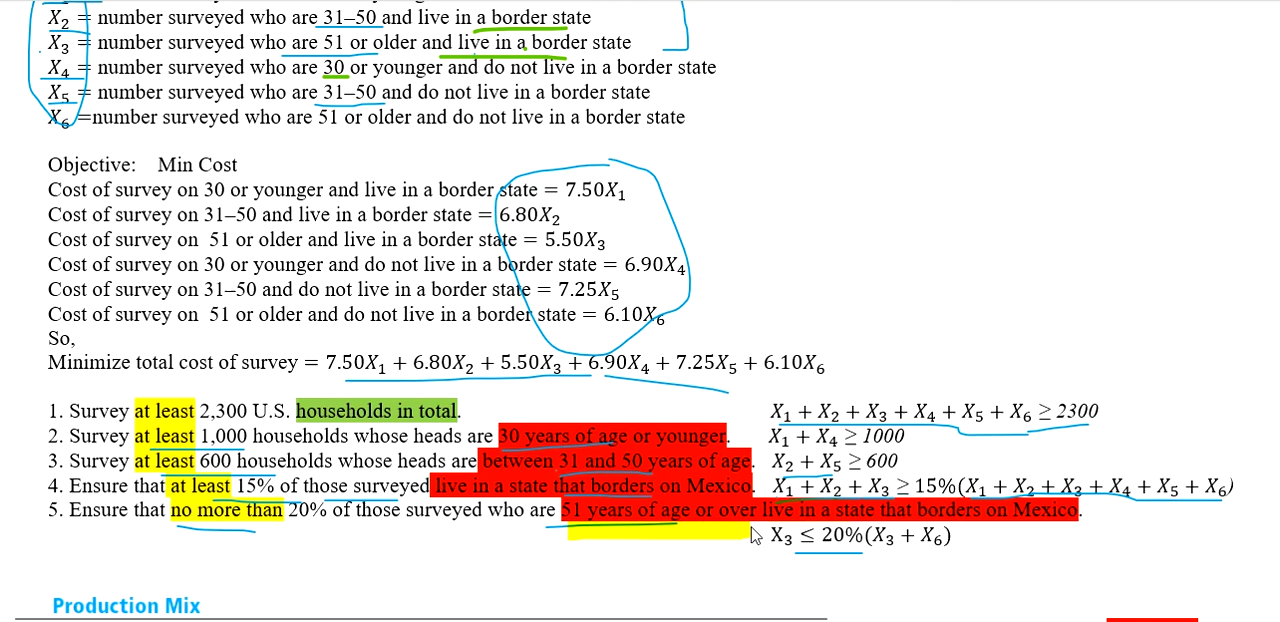 X₂ = number surveyed who are 31–50 and live in a border state
X₃ = number surveyed who are 51 or older and live in a border state
X₄ = number surveyed who are 30 or younger and do not live in a border state
X₅ = number surveyed who are 31–50 and do not live in a border state
X₆ =number surveyed who are 51 or older and do not live in a border state
Objective: Min Cost
Cost of survey on 30 or younger and live in a border state = 7.50X₁
Cost of survey on 31–50 and live in a border state = 6.80X₂
Cost of survey on 51 or older and live in a border state = 5.50X₃
Cost of survey on 30 or younger and do not live in a border state = 6.90X₄
Cost of survey on 31–50 and do not live in a border state = 7.25X₅
Cost of survey on 51 or older and do not live in a border state = 6.10X₆
So,
Minimize total cost of survey = 7.50X₁ + 6.80X₂ + 5.50X₃ + 6.90X₄ + 7.25X₅ + 6.10X₆
1. Survey at least 2,300 U.S. households in total. X₁ + X₂ + X₃ + X₄ + X₅ + X₆ ≥ 2300
2. Survey at least 1,000 households whose heads are 30 years of age or younger. X₁ + X₄ ≥ 1000
3. Survey at least 600 households whose heads are between 31 and 50 years of age. X₂ + X₅ ≥ 600
4. Ensure that at least 15% of those surveyed live in a state that borders on Mexico. X₁ + X₂ + X₃ ≥ 15%(X₁ + X₂ + X₃ + X₄ + X₅ + X₆)
5. Ensure that no more than 20% of those surveyed who are 51 years of age or over live in a state that borders on Mexico.
X₃ ≤ 20%(X₃ + X₆)
Production Mix